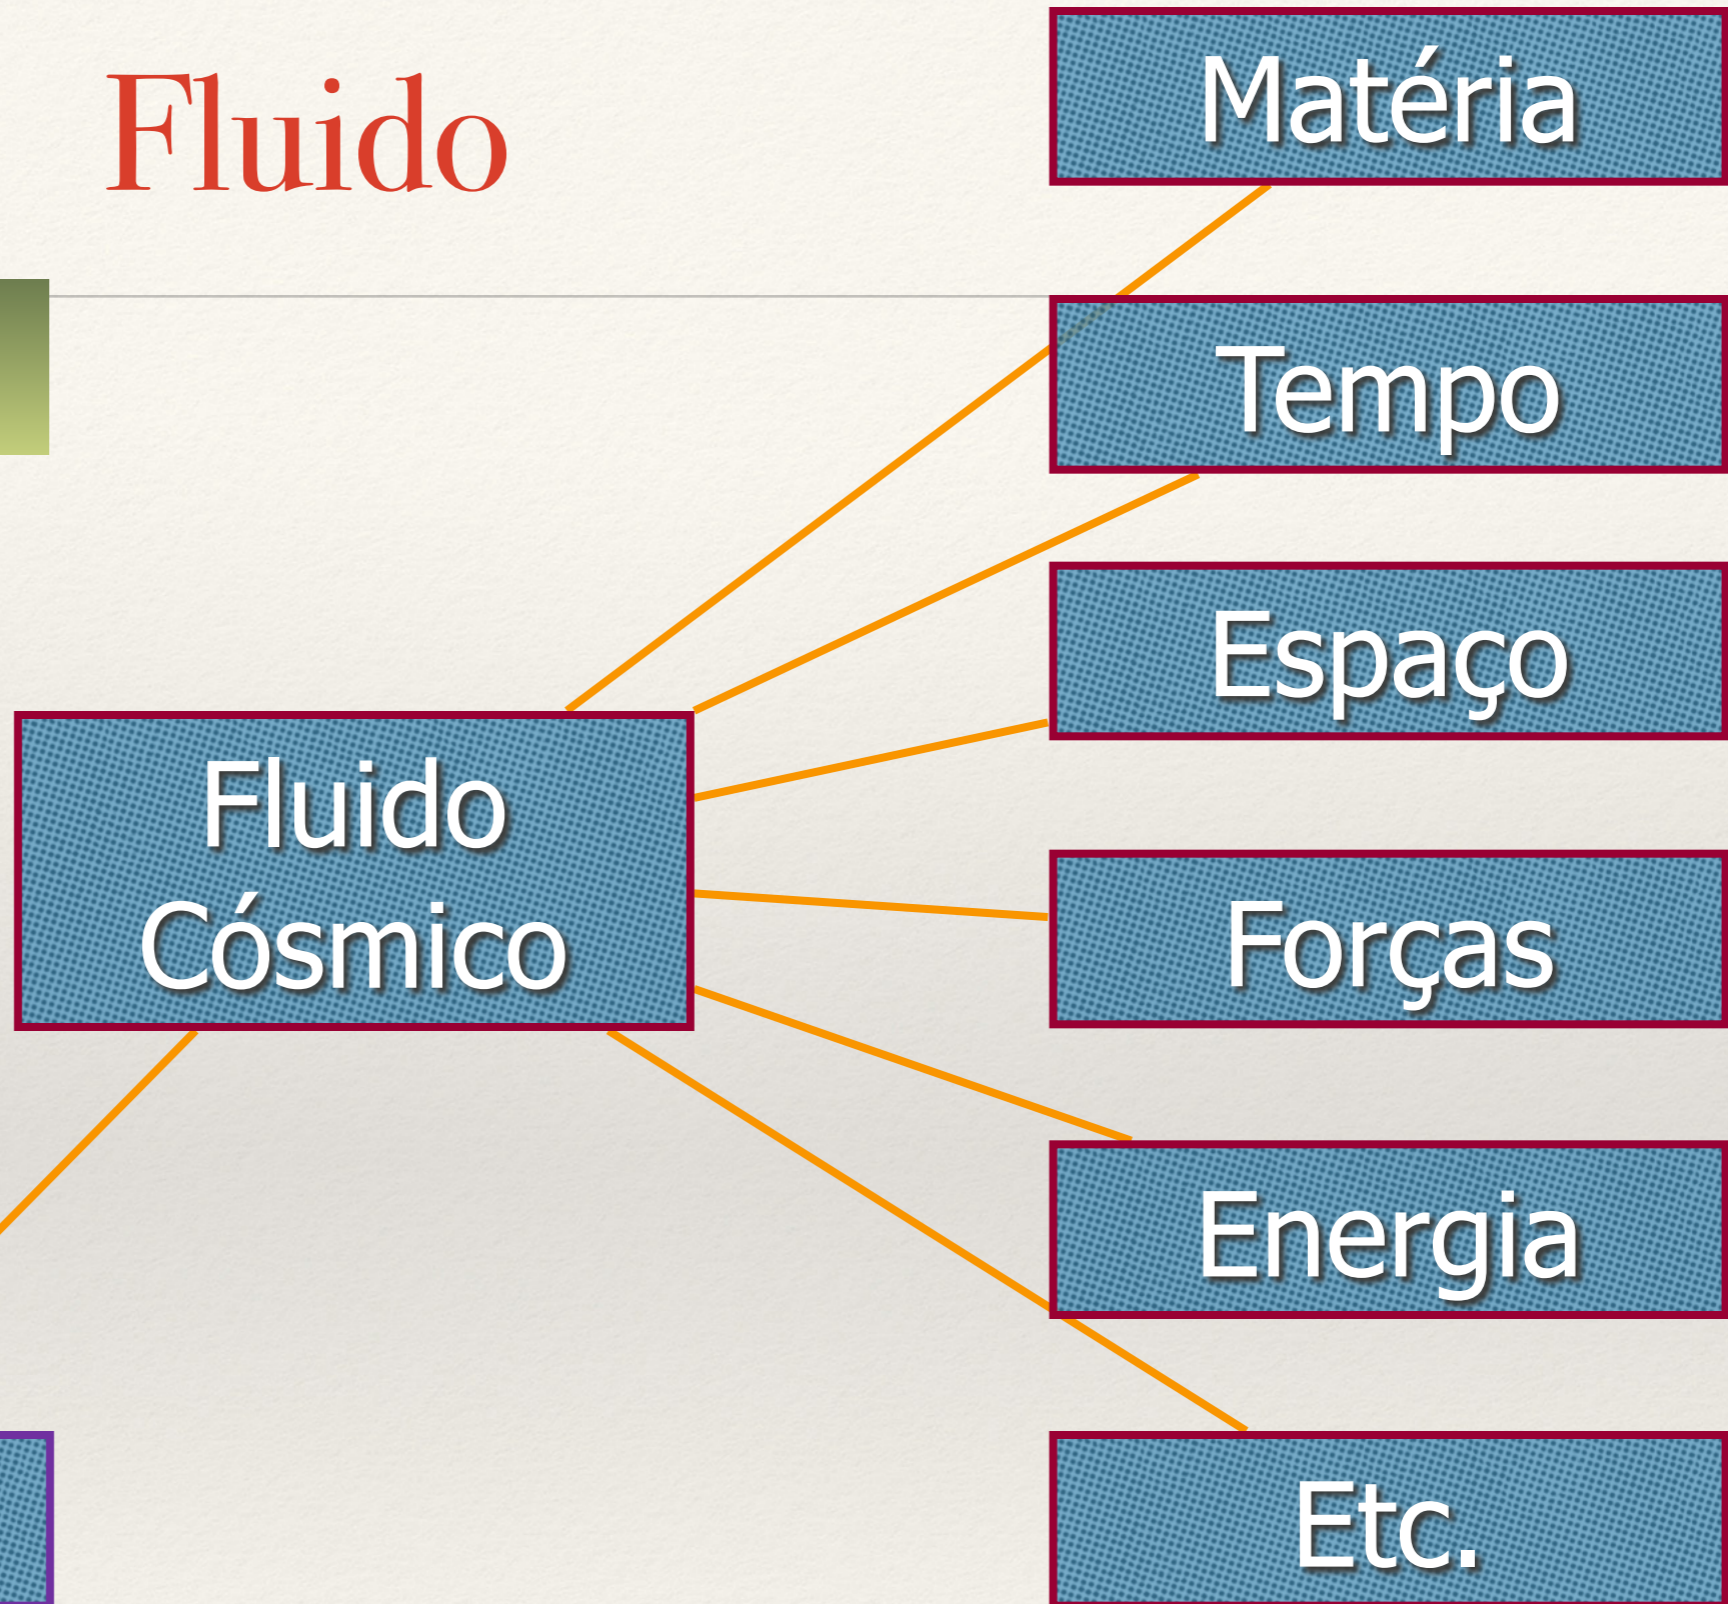 Fluido
Matéria
Tempo
Espaço
Fluido
Cósmico
Forças
Energia
Etc.